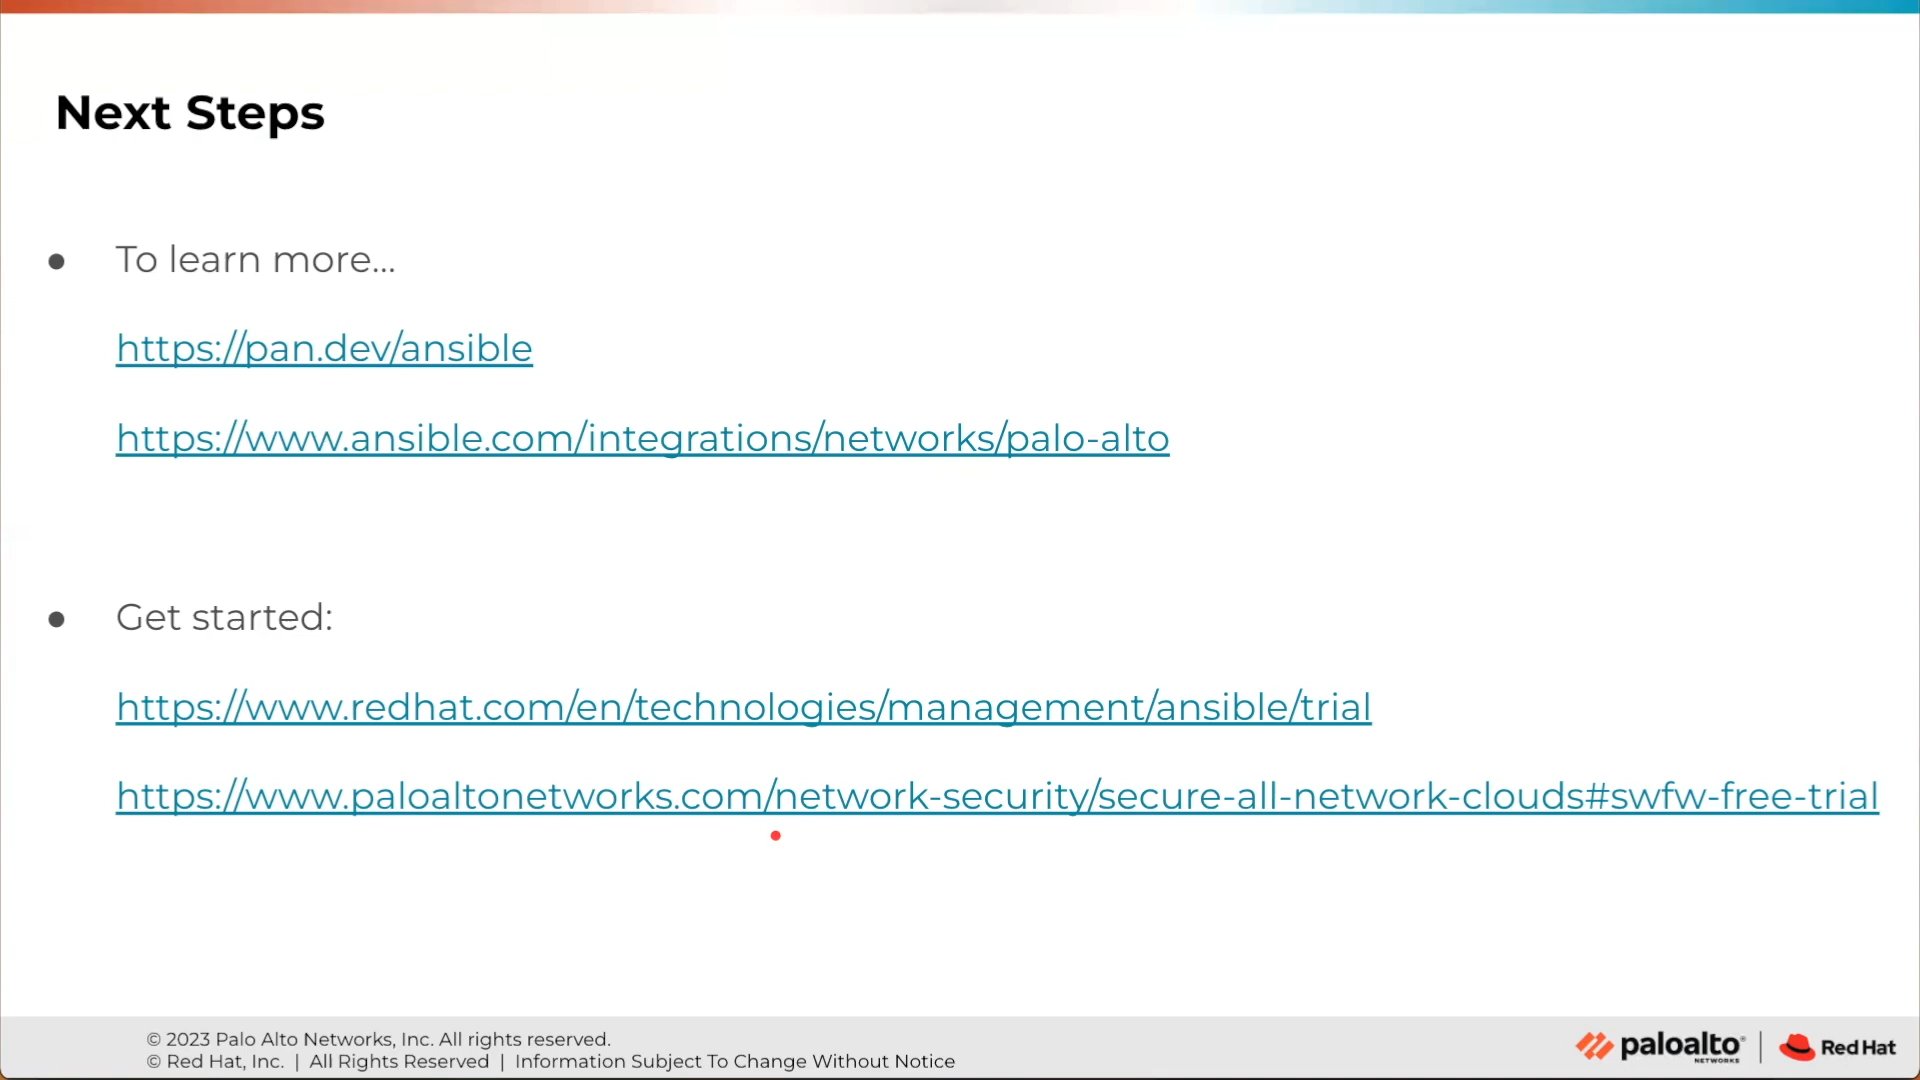 Next Steps
● To learn more...
https://pan.dev/ansible
https://www.ansible.com/integrations/networks/palo-alto
● Get started:
https://www.redhat.com/en/technologies/management/ansible/trial
https://www.paloaltonetworks.com/network-security/secure-all-network-clouds#swfw-free-trial
© 2023 Palo Alto Networks, Inc. All rights reserved.
© Red Hat, Inc. | All Rights Reserved | Information Subject To Change Without Notice
paloalto® NETWORKS | Red Hat